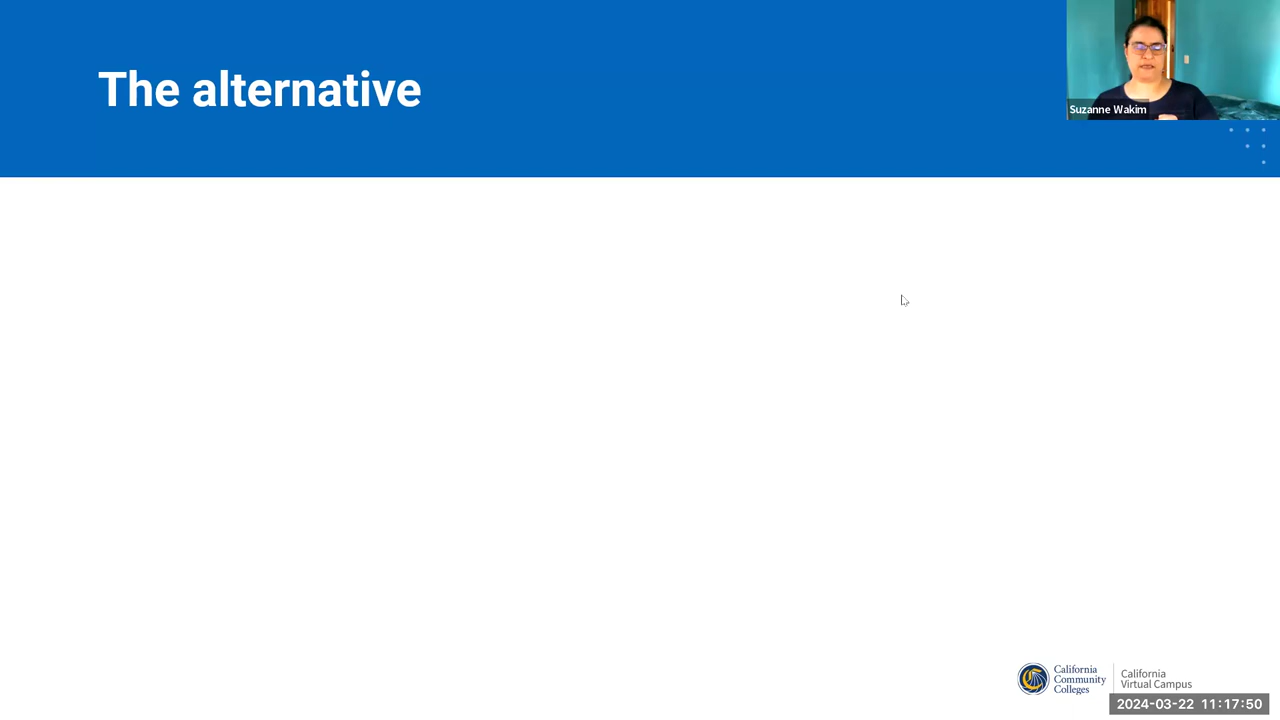 The alternative
Suzanne Wakim
California
Community
Colleges
California
Virtual Campus
2024-03-22 11:17:50